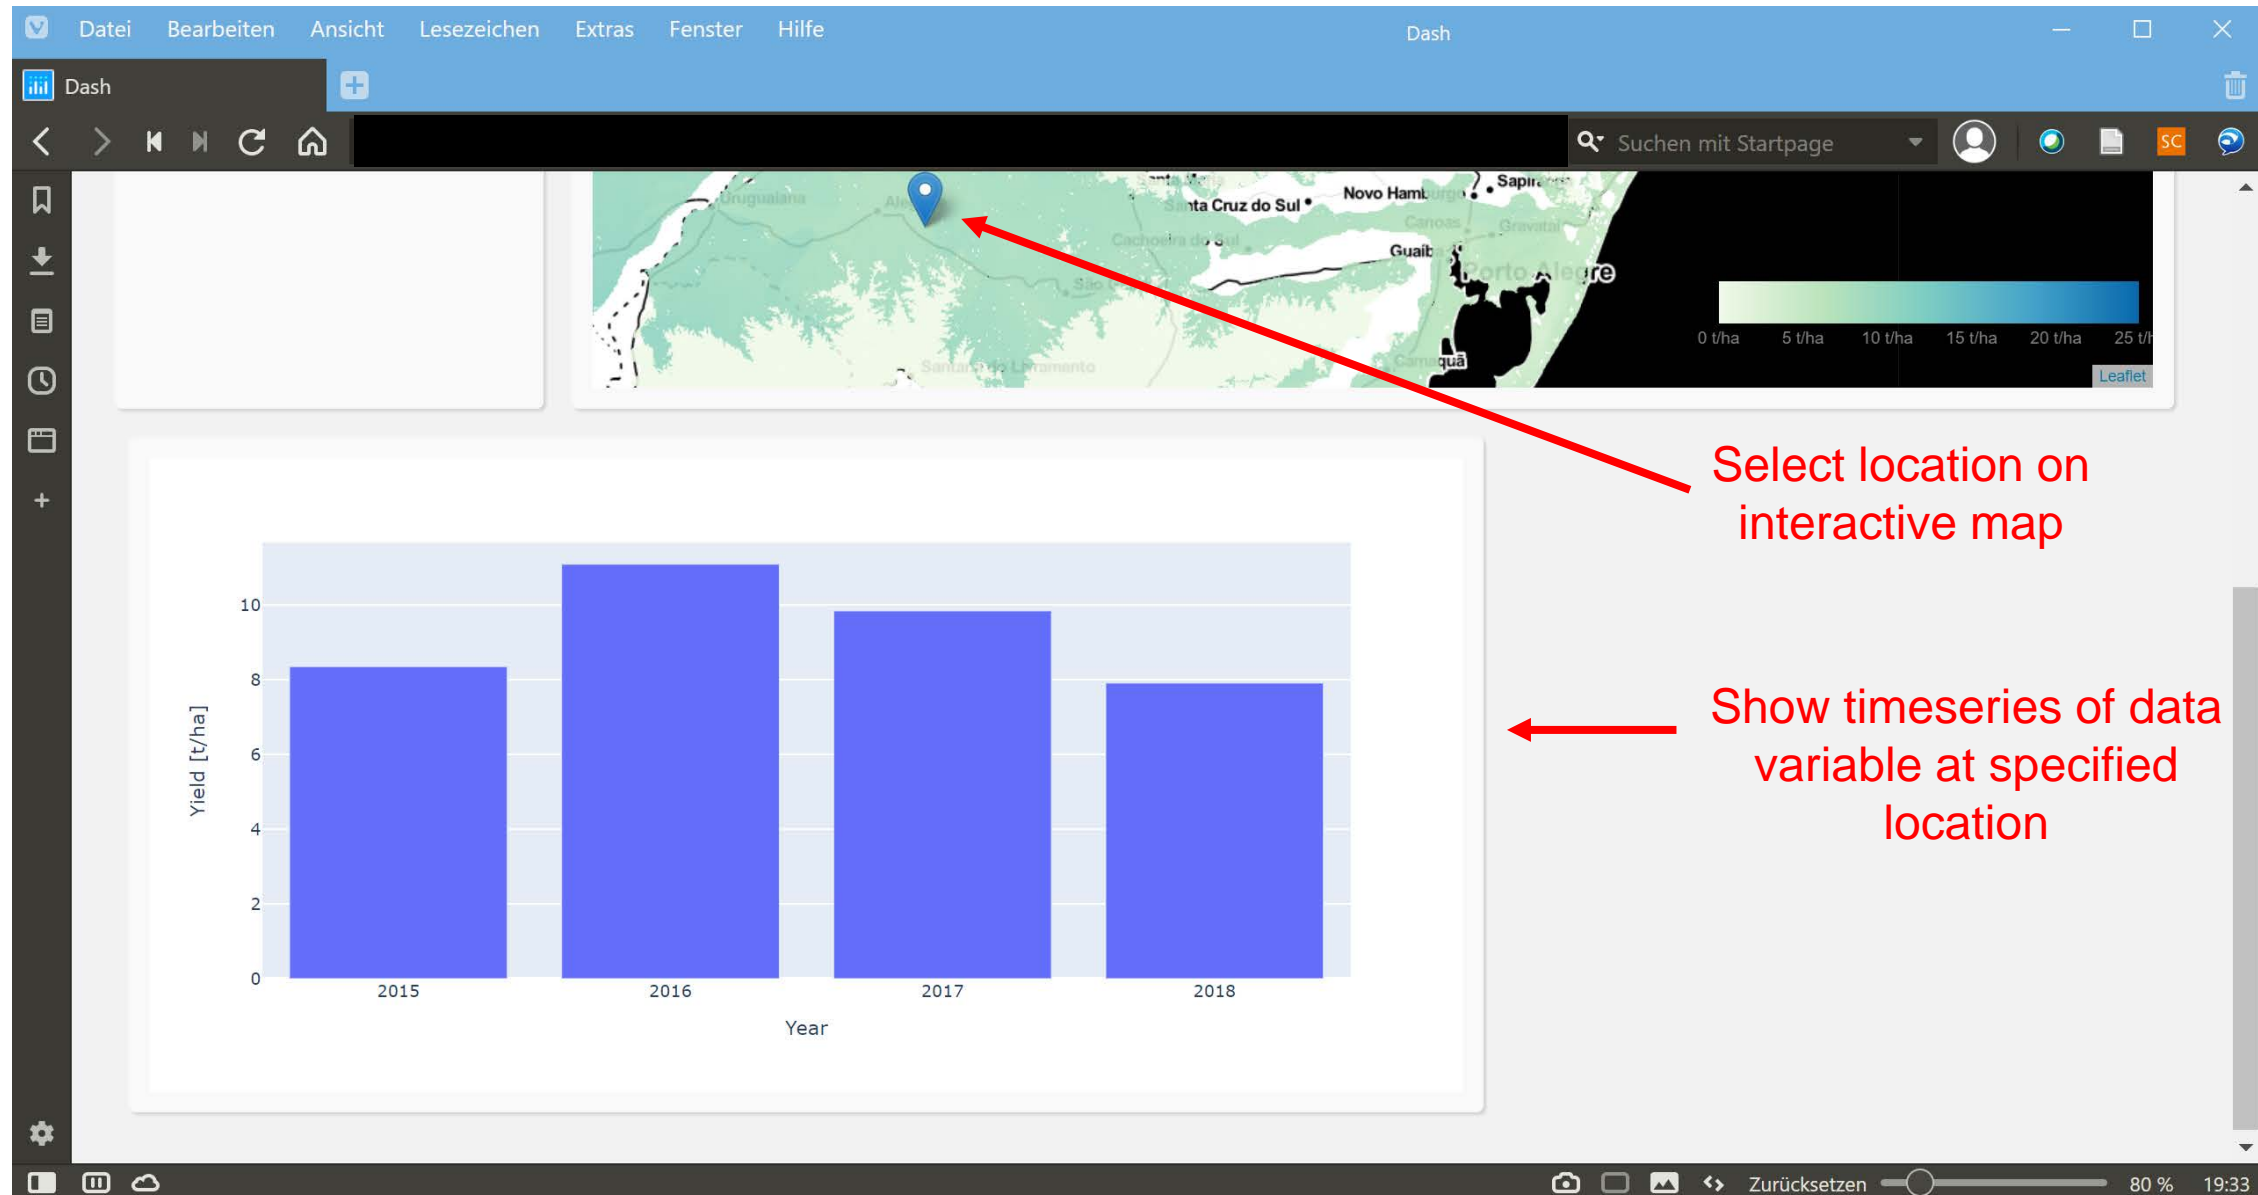 Datei Bearbeiten Ansicht Lesezeichen Extras Fenster Hilfe
Dash
Dash
Suchen mit Startpage
SC
Uruguaiana
Santa Cruz do Sul
Novo Hamburgo
Canoas
Gravataí
Cachoeira do Sul
Guaíba
Porto Alegre
Santana do Livramento
Camaquã
0 t/ha 5 t/ha 10 t/ha 15 t/ha 20 t/ha 25 t/h
Leaflet
Select location on
interactive map
10
8
6
4
2
0
Yield [t/ha]
2015 2016 2017 2018
Year
Show timeseries of data
variable at specified
location
Zurücksetzen
80 %
19:33